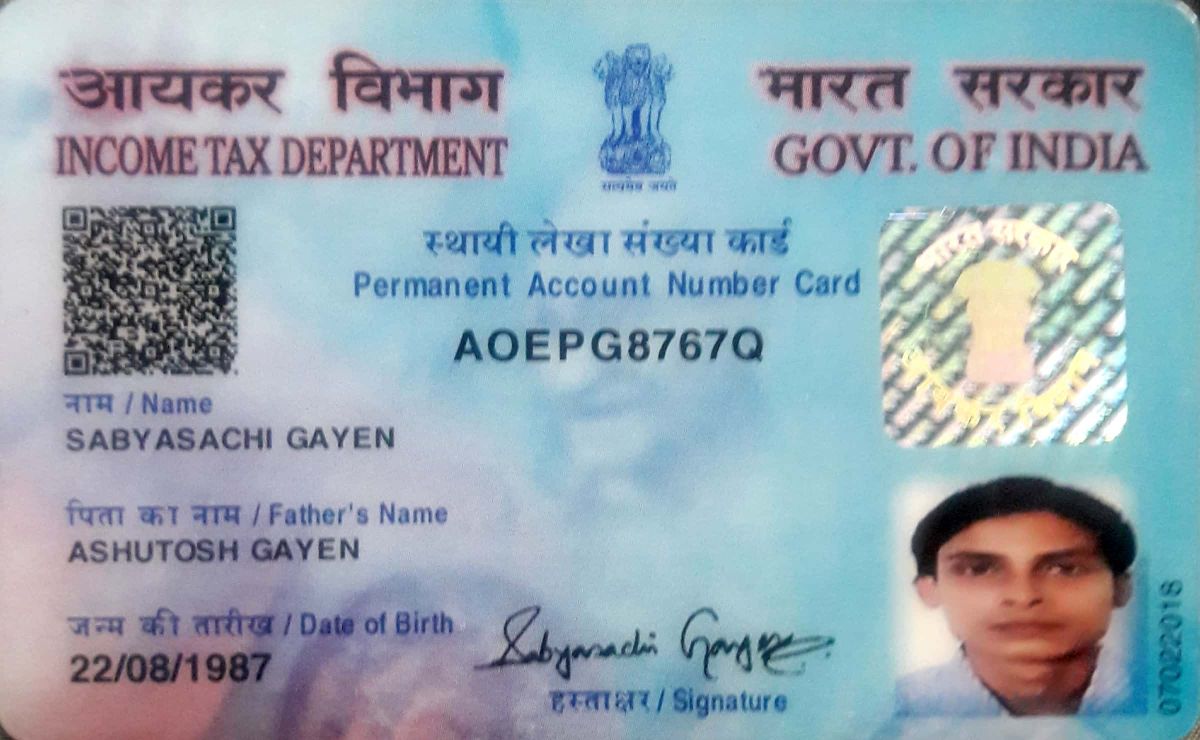 आयकर विभाग
INCOME TAX DEPARTMENT
सत्यमेव जयते
भारत सरकार
GOVT. OF INDIA
स्थायी लेखा संख्या कार्ड
Permanent Account Number Card
AOEPG8767Q
भारत सरकार
आयकर विभाग
नाम / Name
SABYASACHI GAYEN
पिता का नाम / Father's Name
ASHUTOSH GAYEN
जन्म की तारीख / Date of Birth
22/08/1987
Sabyasachi Gayen
हस्ताक्षर / Signature
07022018